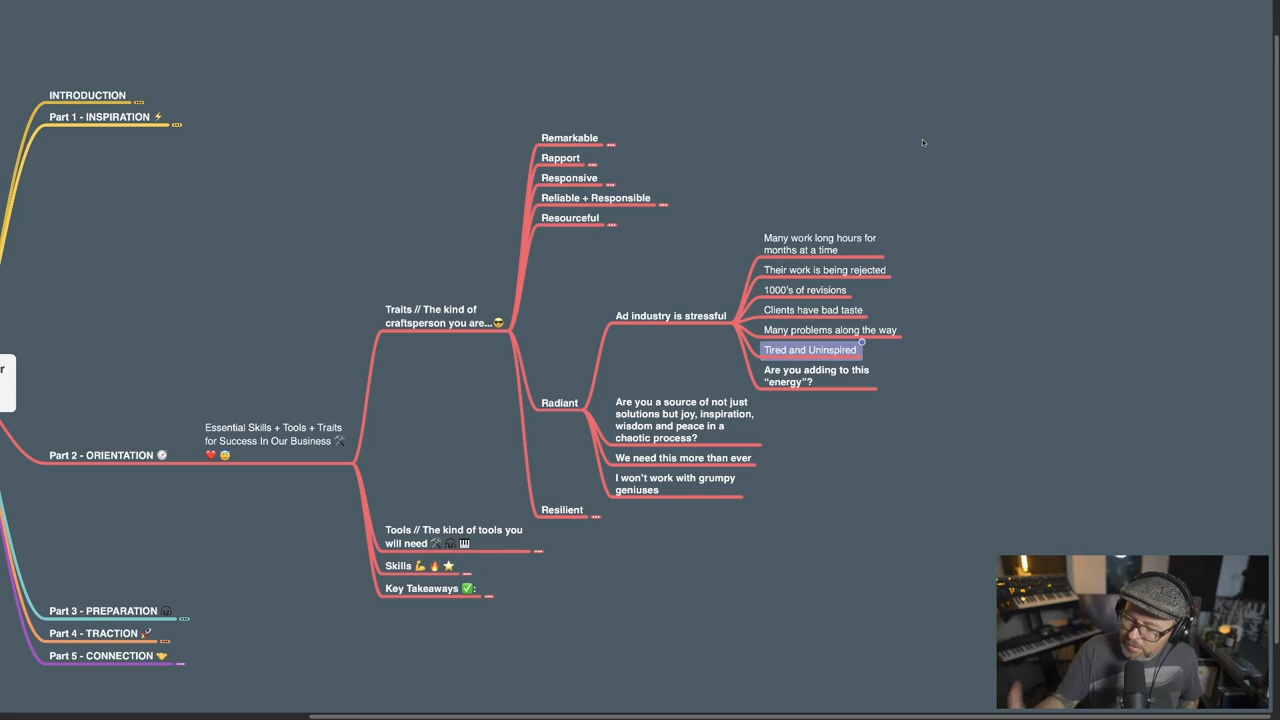 INTRODUCTION
Part 1 - INSPIRATION ⚡
r
Part 2 - ORIENTATION 🧭
Essential Skills + Tools + Traits
for Success In Our Business 🛠
❤️ 😇
Traits // The kind of
craftsperson you are...😎
Remarkable
Rapport
Responsive
Reliable + Responsible
Resourceful
Radiant
Ad industry is stressful
Many work long hours for
months at a time
Their work is being rejected
1000's of revisions
Clients have bad taste
Many problems along the way
Tired and Uninspired
Are you adding to this
“energy”?
Are you a source of not just
solutions but joy, inspiration,
wisdom and peace in a
chaotic process?
We need this more than ever
I won’t work with grumpy
geniuses
Resilient
Tools // The kind of tools you
will need 🛠 🎧 🎹
Skills 💪 🔥 ⭐
Key Takeaways ✅:
Part 3 - PREPARATION 🎧
Part 4 - TRACTION 🚀
Part 5 - CONNECTION 🤝